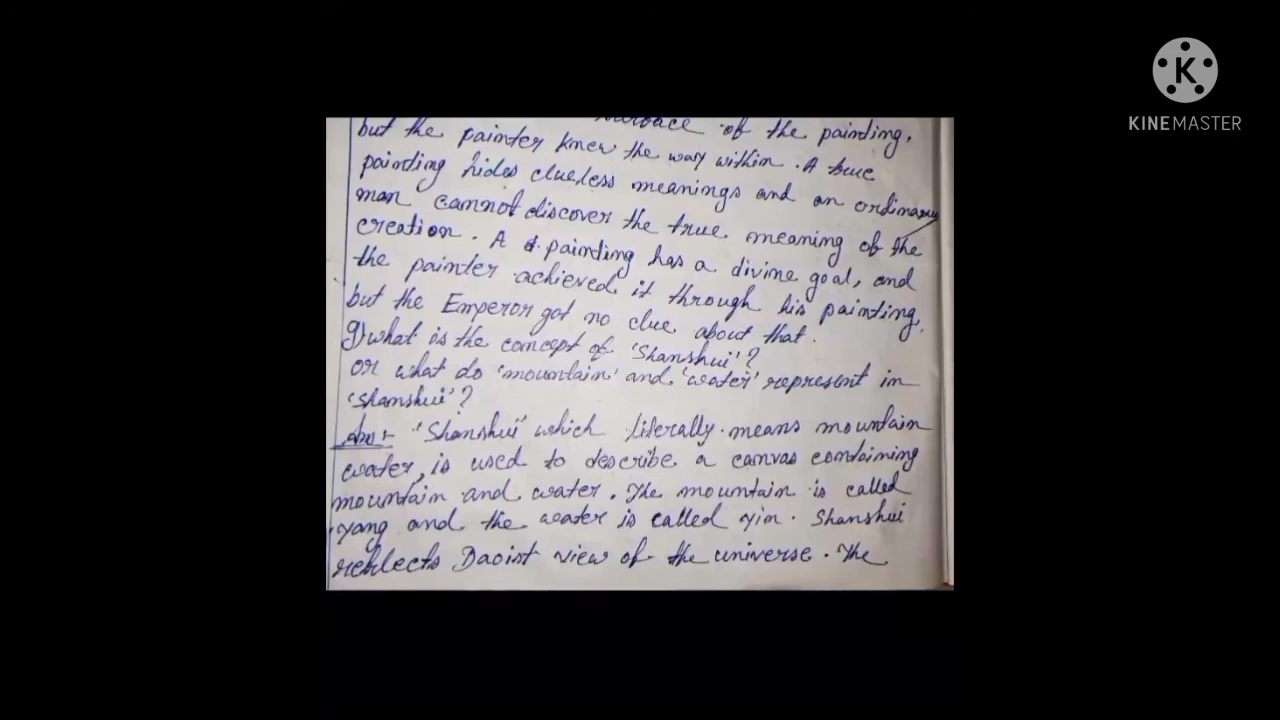 of the painting.
but the painter knew the way within. A true
painting hides clueless meanings and an ordinary
man cannot discover the true meaning of the
creation. A painting has a divine goal, and
the painter achieved it through his painting,
but the Emperor got no clue about that.
g) what is the concept of 'Shanshui'?
or what do 'mountain' and 'water' represent in
'shanshui'?
Ans:- "Shanshui" which literally means mountain
water, is used to describe a canvas containing
mountain and water. The mountain is called
yang and the water is called yin. Shanshui
reflects Daoist view of the universe. The
K
KINEMASTER